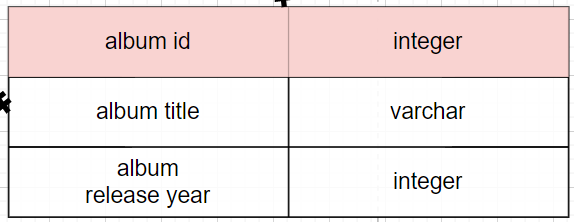 album id integer
album title varchar
album
release year integer